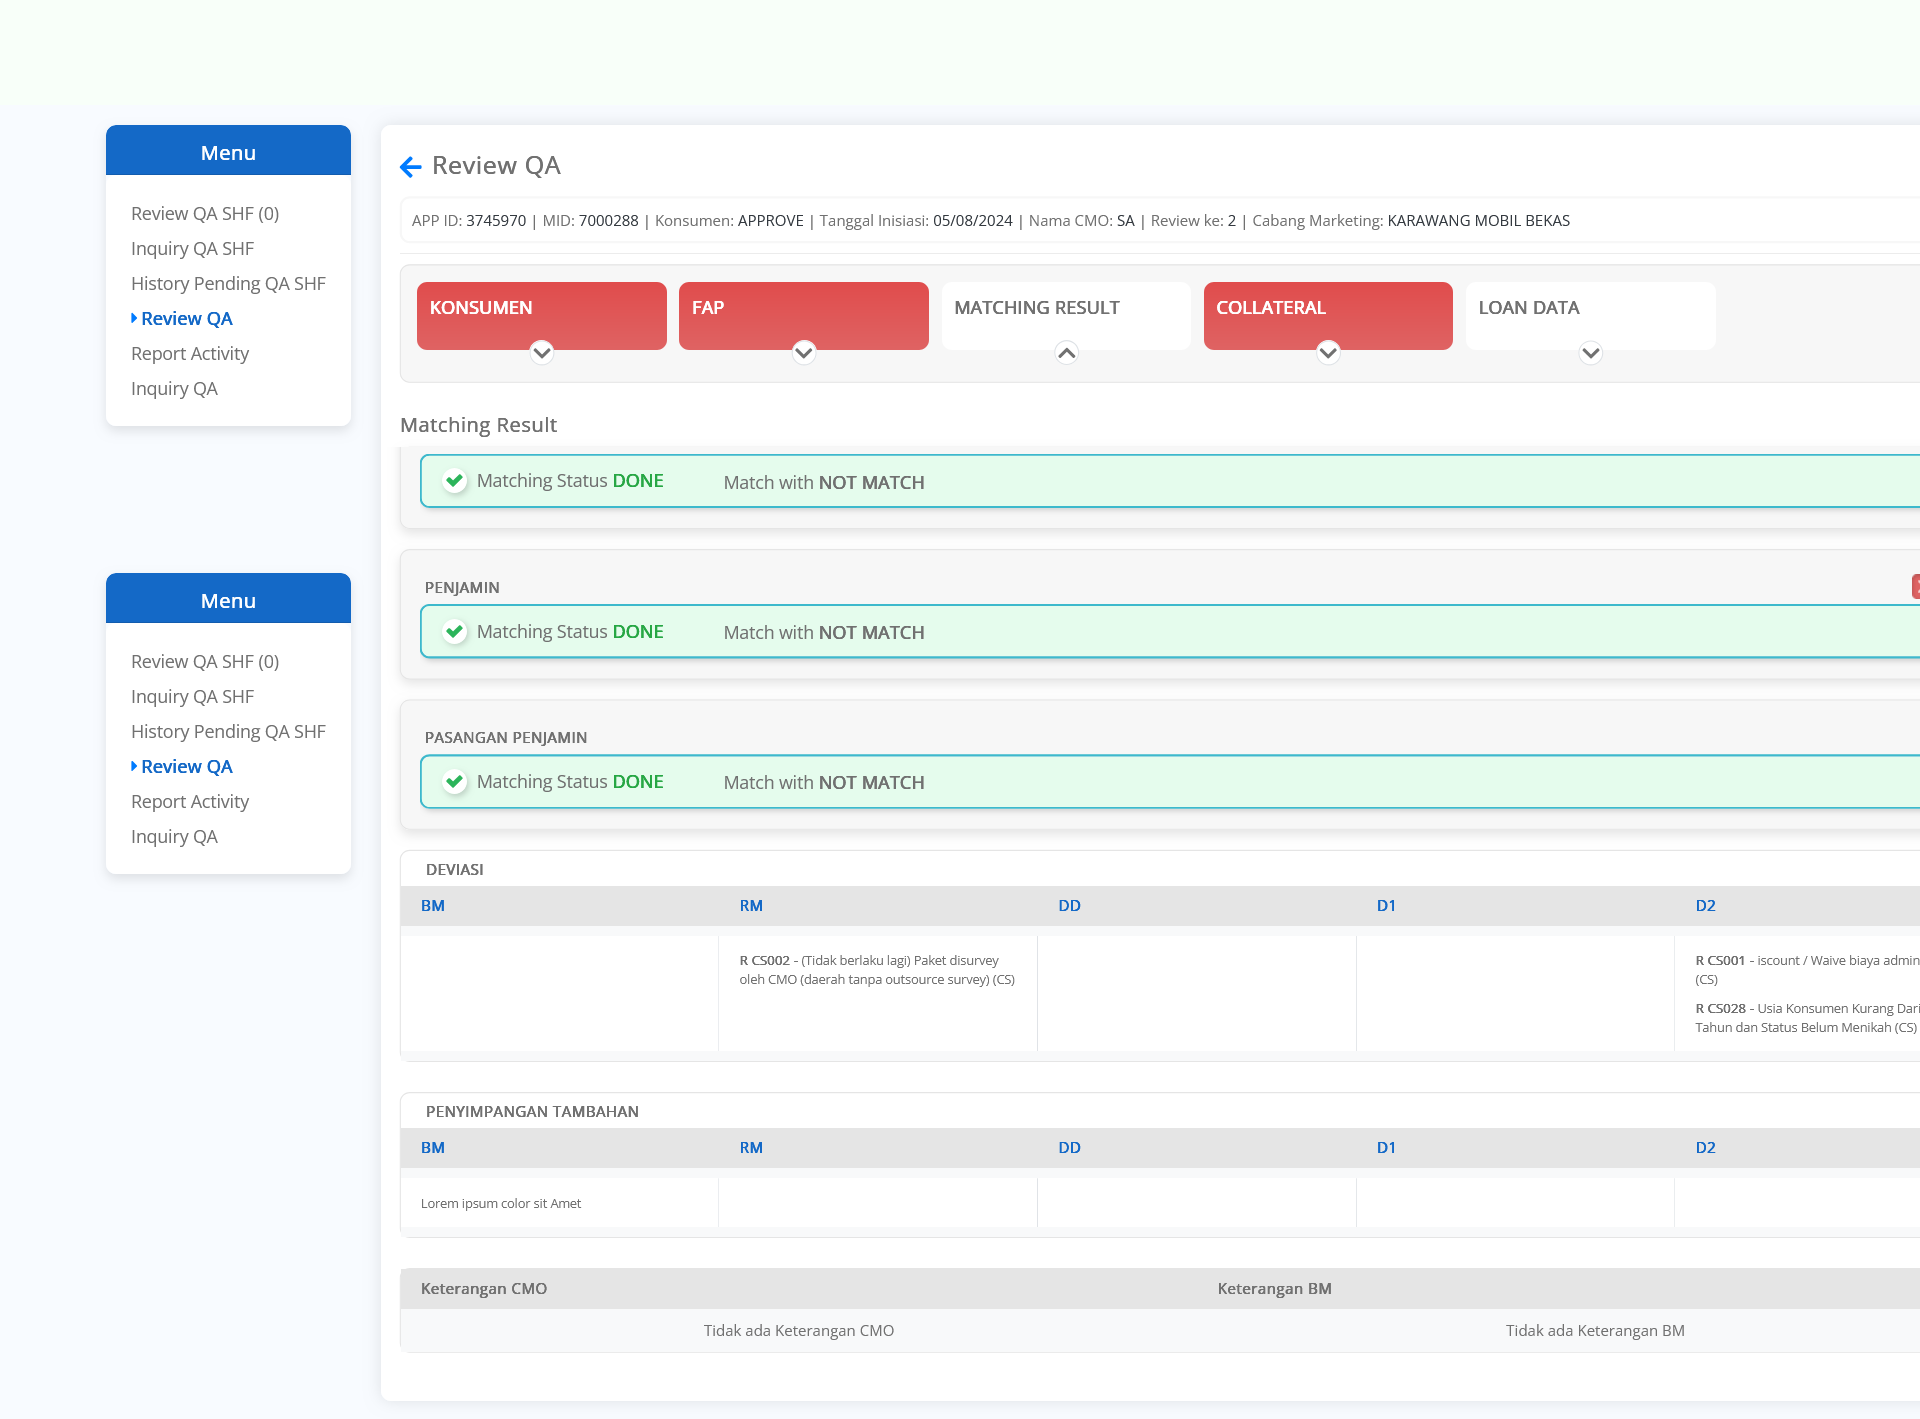 Menu
Review QA SHF (0)
Inquiry QA SHF
History Pending QA SHF
Review QA
Report Activity
Inquiry QA
Menu
Review QA SHF (0)
Inquiry QA SHF
History Pending QA SHF
Review QA
Report Activity
Inquiry QA
Review QA
APP ID: 3745970 | MID: 7000288 | Konsumen: APPROVE | Tanggal Inisiasi: 05/08/2024 | Nama CMO: SA | Review ke: 2 | Cabang Marketing: KARAWANG MOBIL BEKAS
KONSUMEN FAP MATCHING RESULT COLLATERAL LOAN DATA
Matching Result
Matching Status DONE Match with NOT MATCH
PENJAMIN
Matching Status DONE Match with NOT MATCH
PASANGAN PENJAMIN
Matching Status DONE Match with NOT MATCH
DEVIASI
BM RM DD D1 D2
R CS002 - (Tidak berlaku lagi) Paket disurvey
oleh CMO (daerah tanpa outsource survey) (CS)
R CS001 - iscount / Waive biaya admin
(CS)
R CS028 - Usia Konsumen Kurang Dari
Tahun dan Status Belum Menikah (CS)
PENYIMPANGAN TAMBAHAN
BM RM DD D1 D2
Lorem ipsum color sit Amet
Keterangan CMO Keterangan BM
Tidak ada Keterangan CMO Tidak ada Keterangan BM